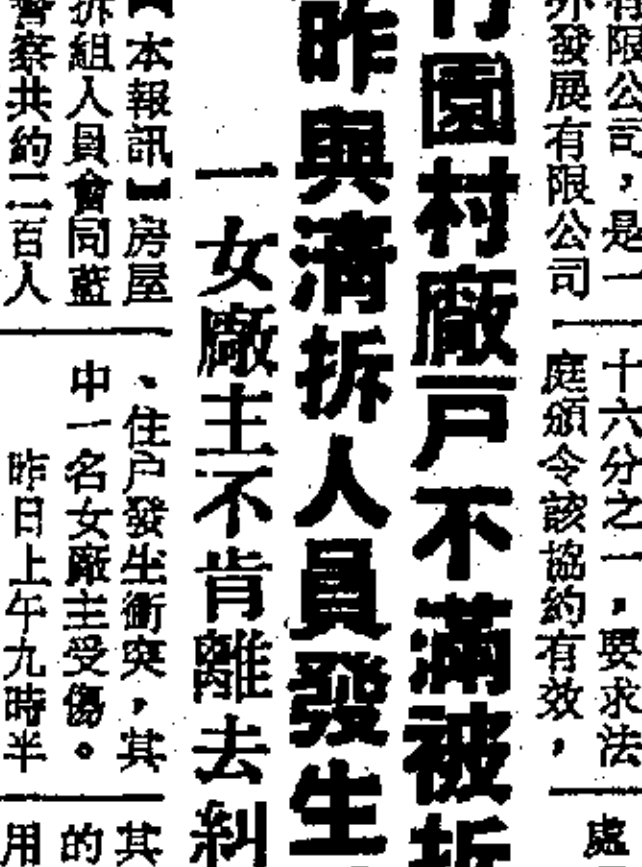 有限公司，是一
外發展有限公司
十六分之一，要求法
庭頒令該協約有效，
處
竹園村廠戶不滿被拆
昨與清拆人員發生
一女廠主不肯離去糾
【本報訊】房屋
拆組人員會同藍
警察共約二百人
、住戶發生衝突，其
中一名女廠主受傷。
昨日上午九時半
其
的
用